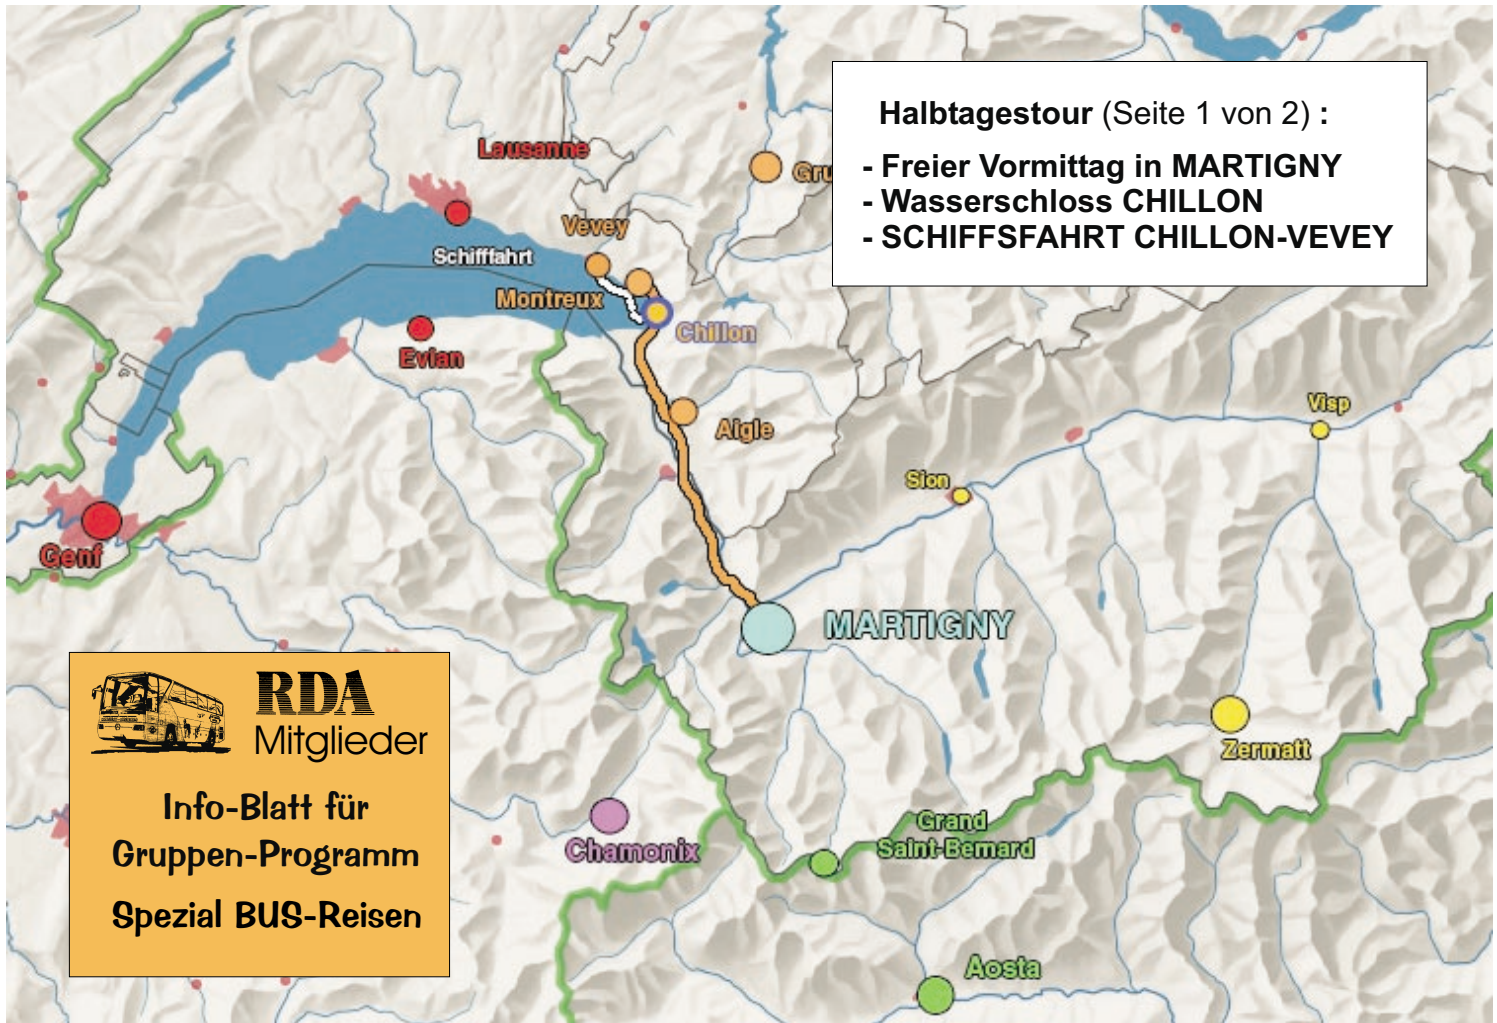 Halbtagestour (Seite 1 von 2) :
- Freier Vormittag in MARTIGNY
- Wasserschloss CHILLON
- SCHIFFSFAHRT CHILLON-VEVEY
Lausanne
Gru
Vevey
Schifffahrt
Montreux
Chillon
Evian
Aigle
Visp
Sion
Genf
MARTIGNY
Zermatt
Grand
Saint-Bernard
Chamonix
Aosta
RDA
Mitglieder
Info-Blatt für
Gruppen-Programm
Spezial BUS-Reisen